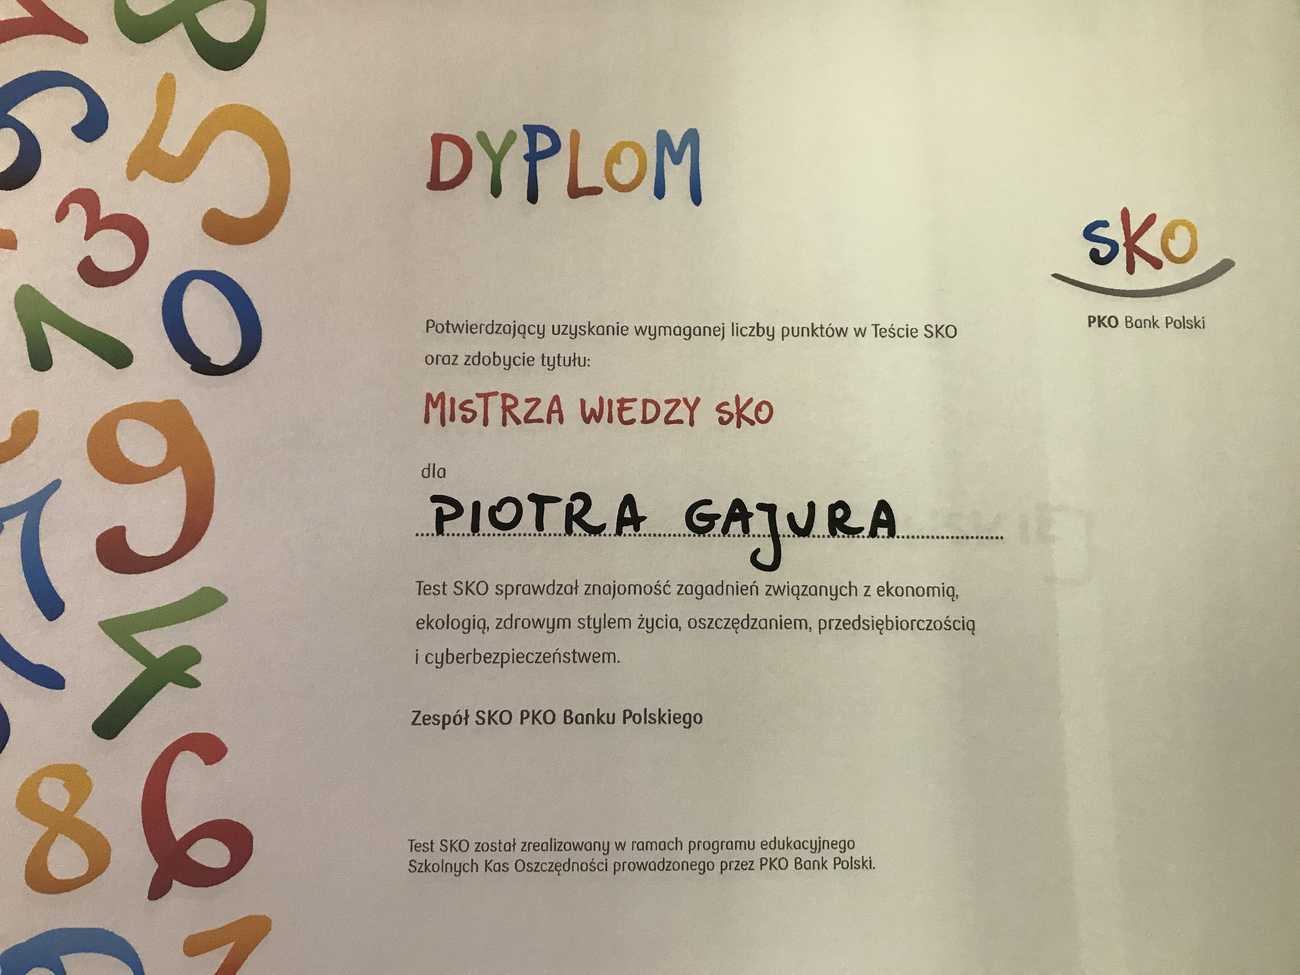 DYPLOM
SKO
PKO Bank Polski
Potwierdzający uzyskanie wymaganej liczby punktów w Teście SKO
oraz zdobycie tytułu:
MISTRZA WIEDZY SKO
dla
PIOTRA GAJURA
Test SKO sprawdzał znajomość zagadnień związanych z ekonomią,
ekologią, zdrowym stylem życia, oszczędzaniem, przedsiębiorczością
i cyberbezpieczeństwem.
Zespół SKO PKO Banku Polskiego
Test SKO został zrealizowany w ramach programu edukacyjnego
Szkolnych Kas Oszczędności prowadzonego przez PKO Bank Polski.